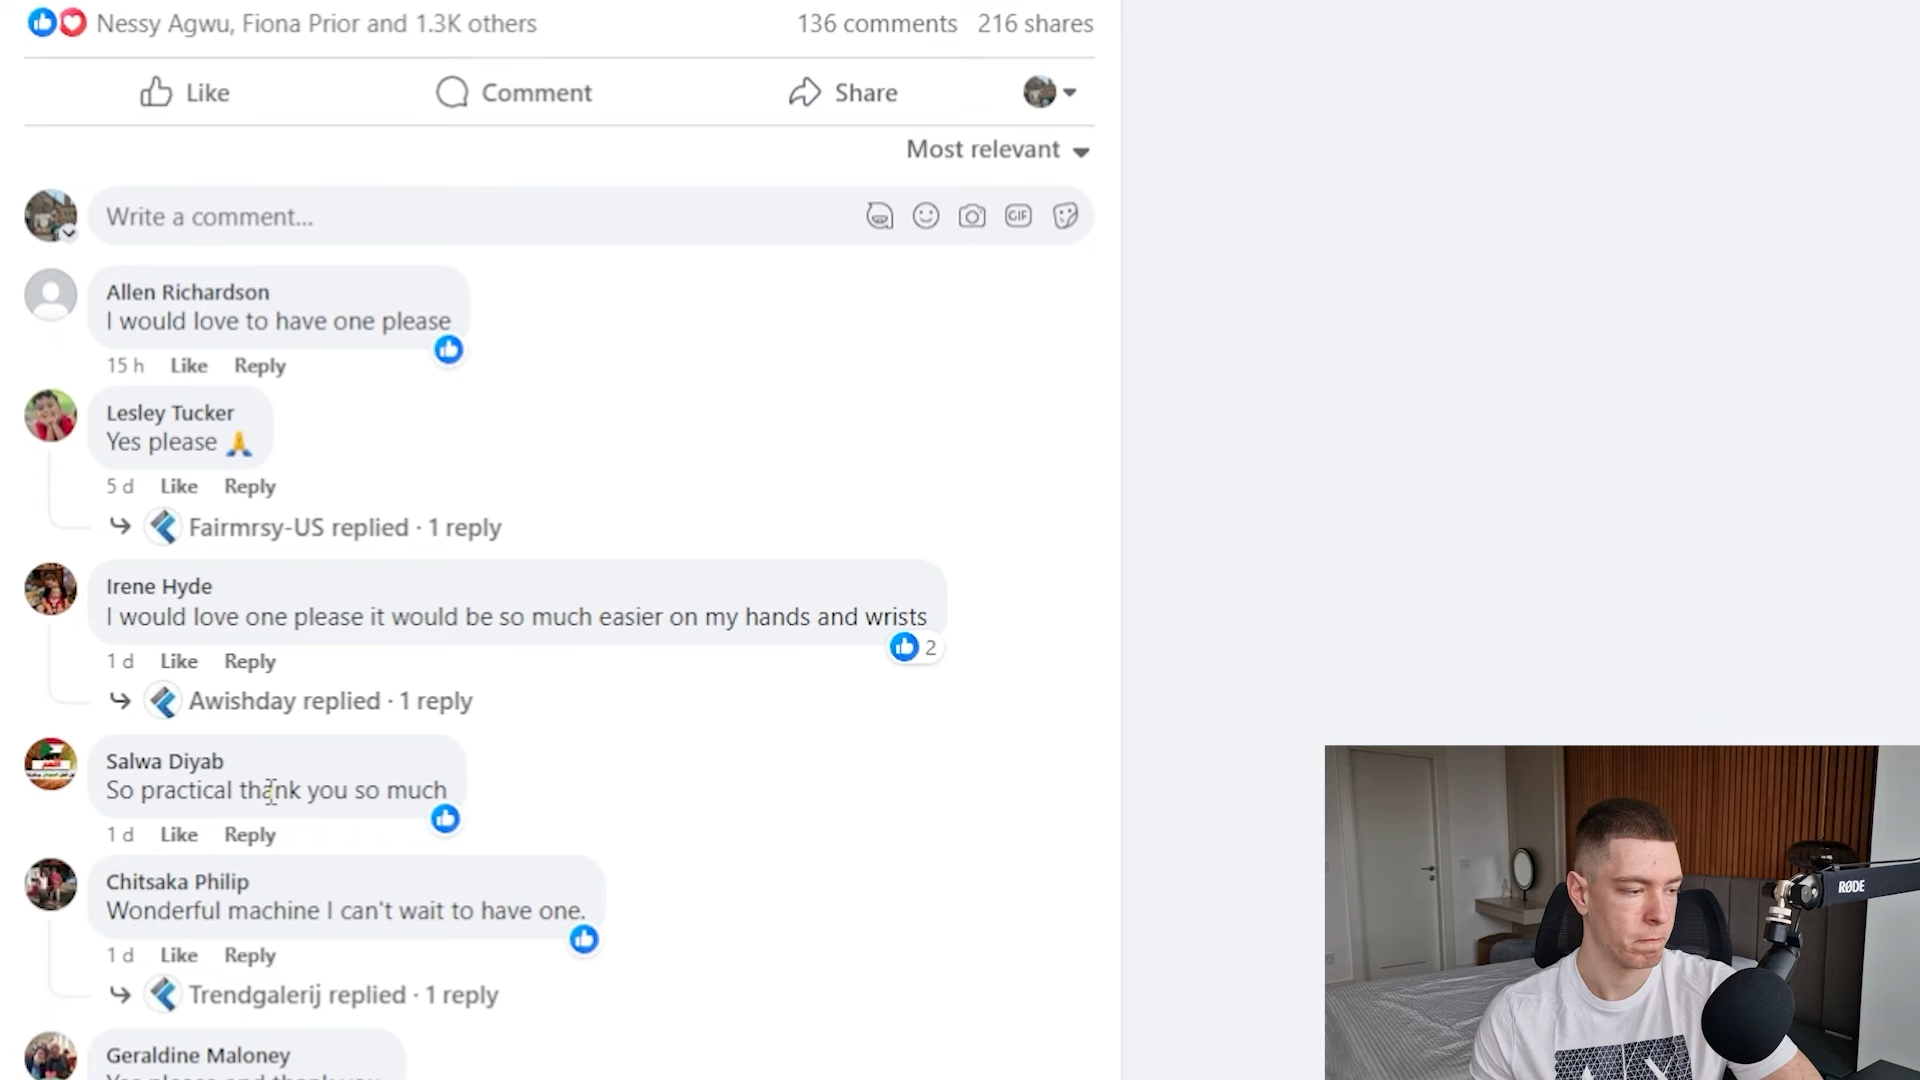 Nessy Agwu, Fiona Prior and 1.3K others 136 comments 216 shares
Like Comment Share
Most relevant
Write a comment... GIF
Allen Richardson
I would love to have one please
15 h Like Reply
Lesley Tucker
Yes please 🙏
5 d Like Reply
Fairmrsy-US replied · 1 reply
Irene Hyde
I would love one please it would be so much easier on my hands and wrists
2
1 d Like Reply
Awishday replied · 1 reply
Salwa Diyab
So practical thank you so much
1 d Like Reply
Chitsaka Philip
Wonderful machine I can't wait to have one.
1 d Like Reply
Trendgalerij replied · 1 reply
Geraldine Maloney
RØDE